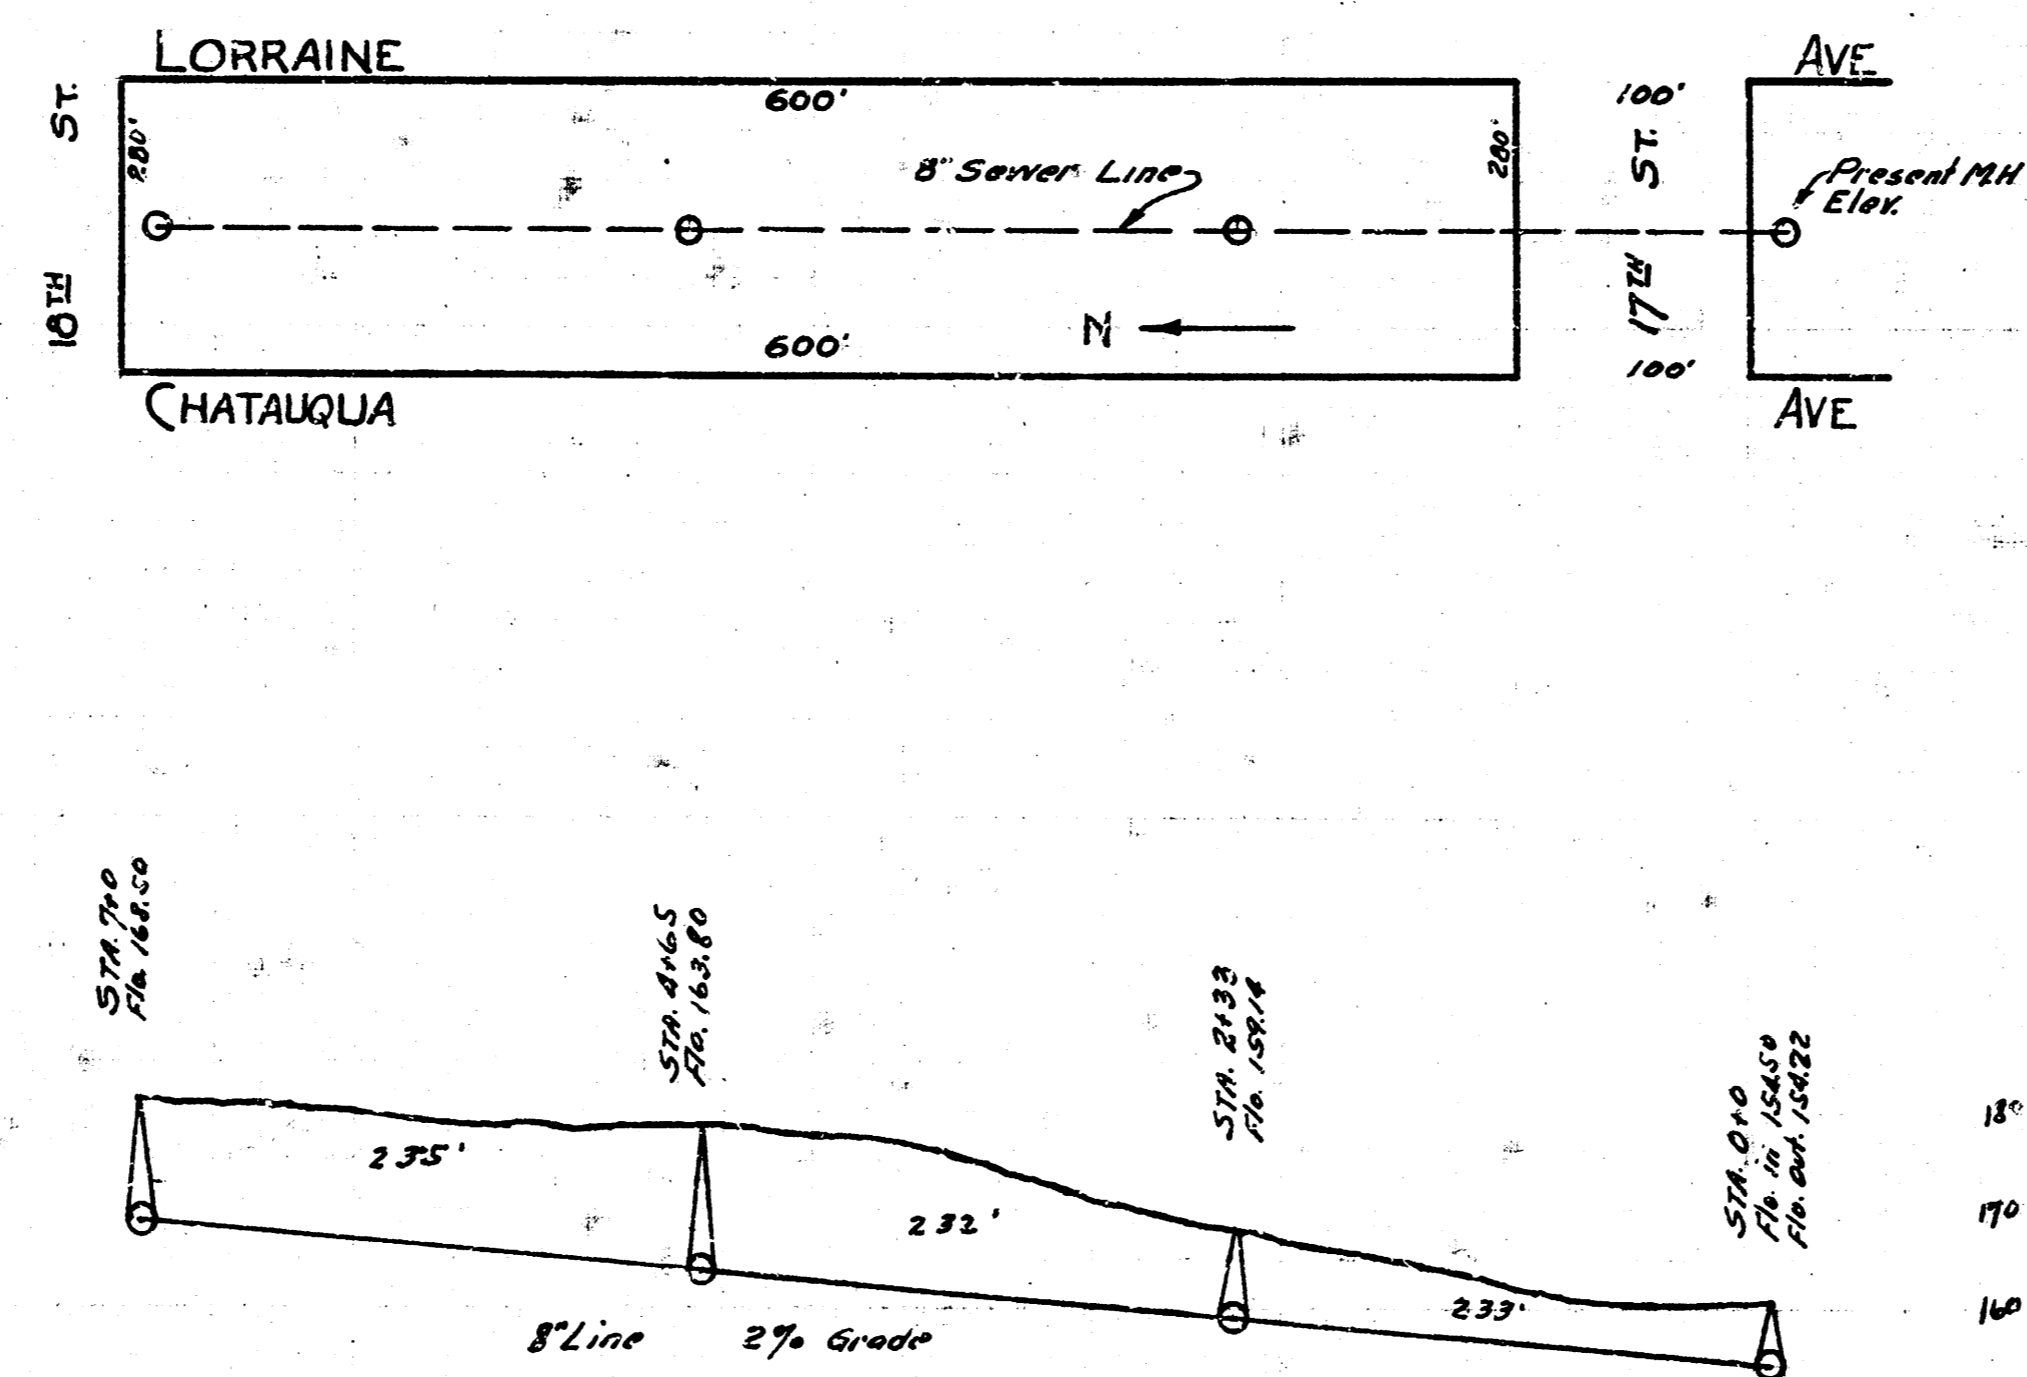 LORRAINE AVE
600'
100'
ST.
280'
280'
ST.
8" Sewer Line
Present M.H
Elev.
18TH
17TH
N
600'
100'
CHATAUQUA AVE
STA. 7+0
Flo. 168.50
STA. 4+65
Flo. 163.80
STA. 2+33
Flo. 159.14
STA. 0+0
Flo. in 154.50
Flo. out. 154.22
180
170
160
235'
232'
233'
8" Line 2% Grade